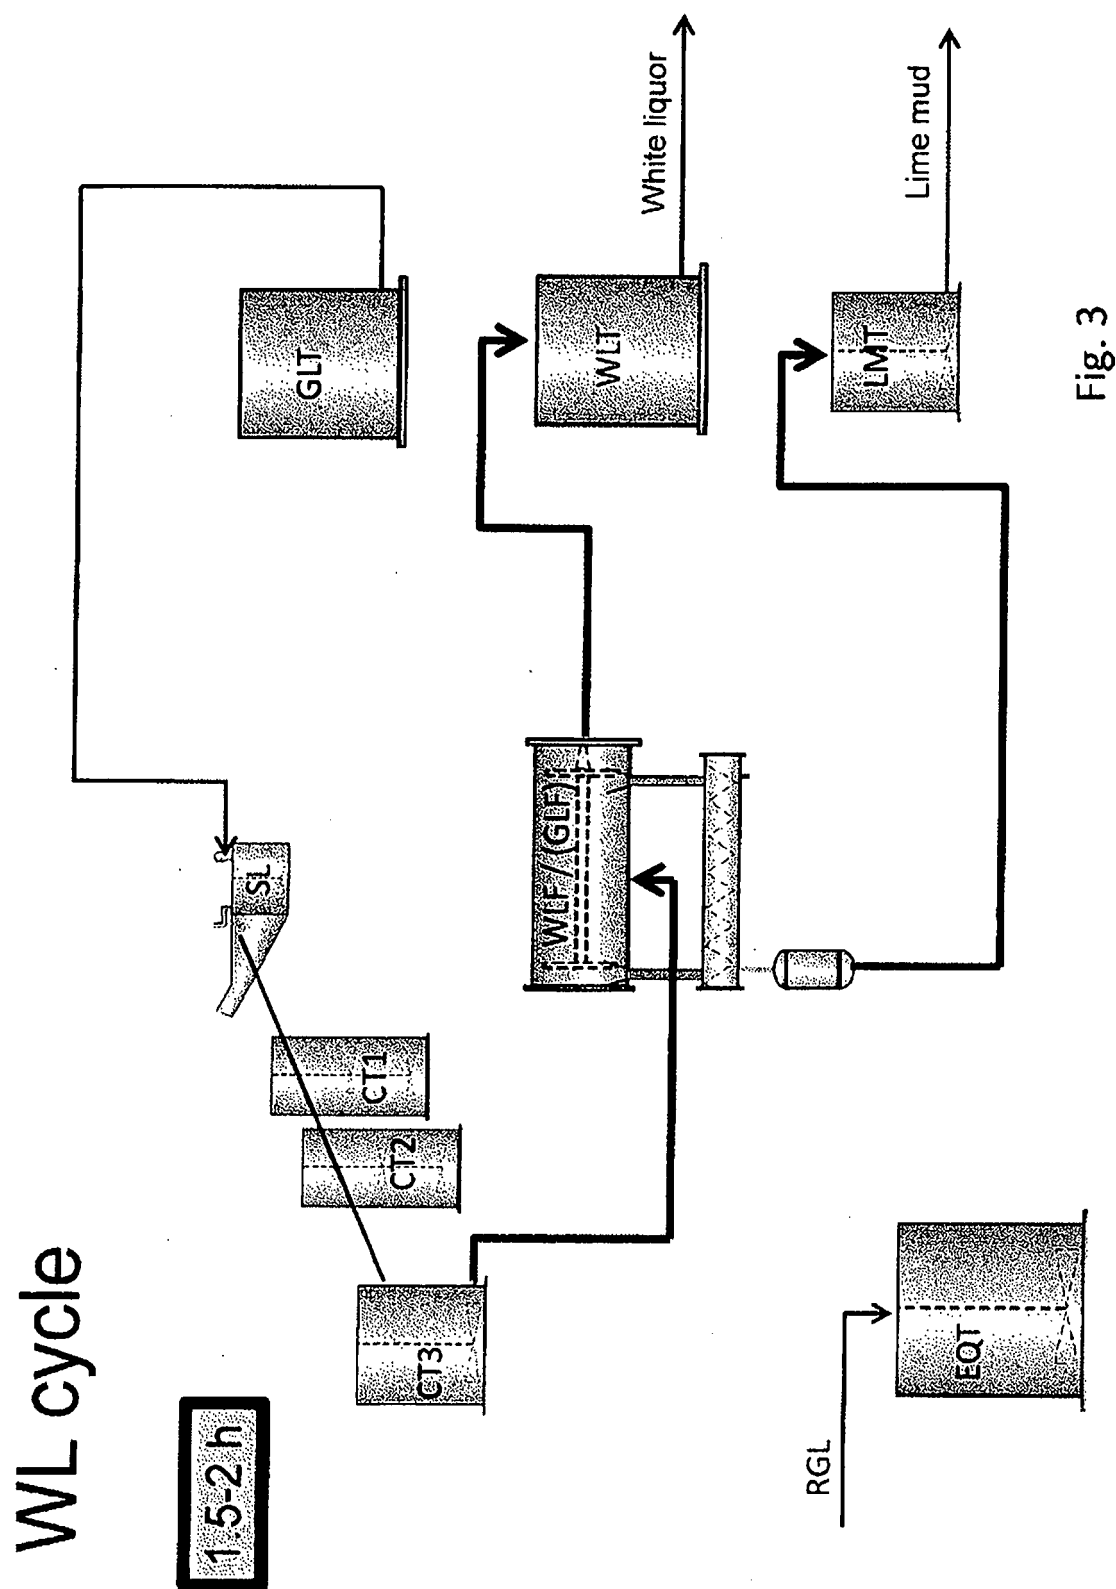 WL cycle
1.5-2 h
SL
GLT
CT1
CT2
CT3
WLF / (GLF)
WLT
White liquor
RGL
EQT
LMT
Lime mud
Fig. 3